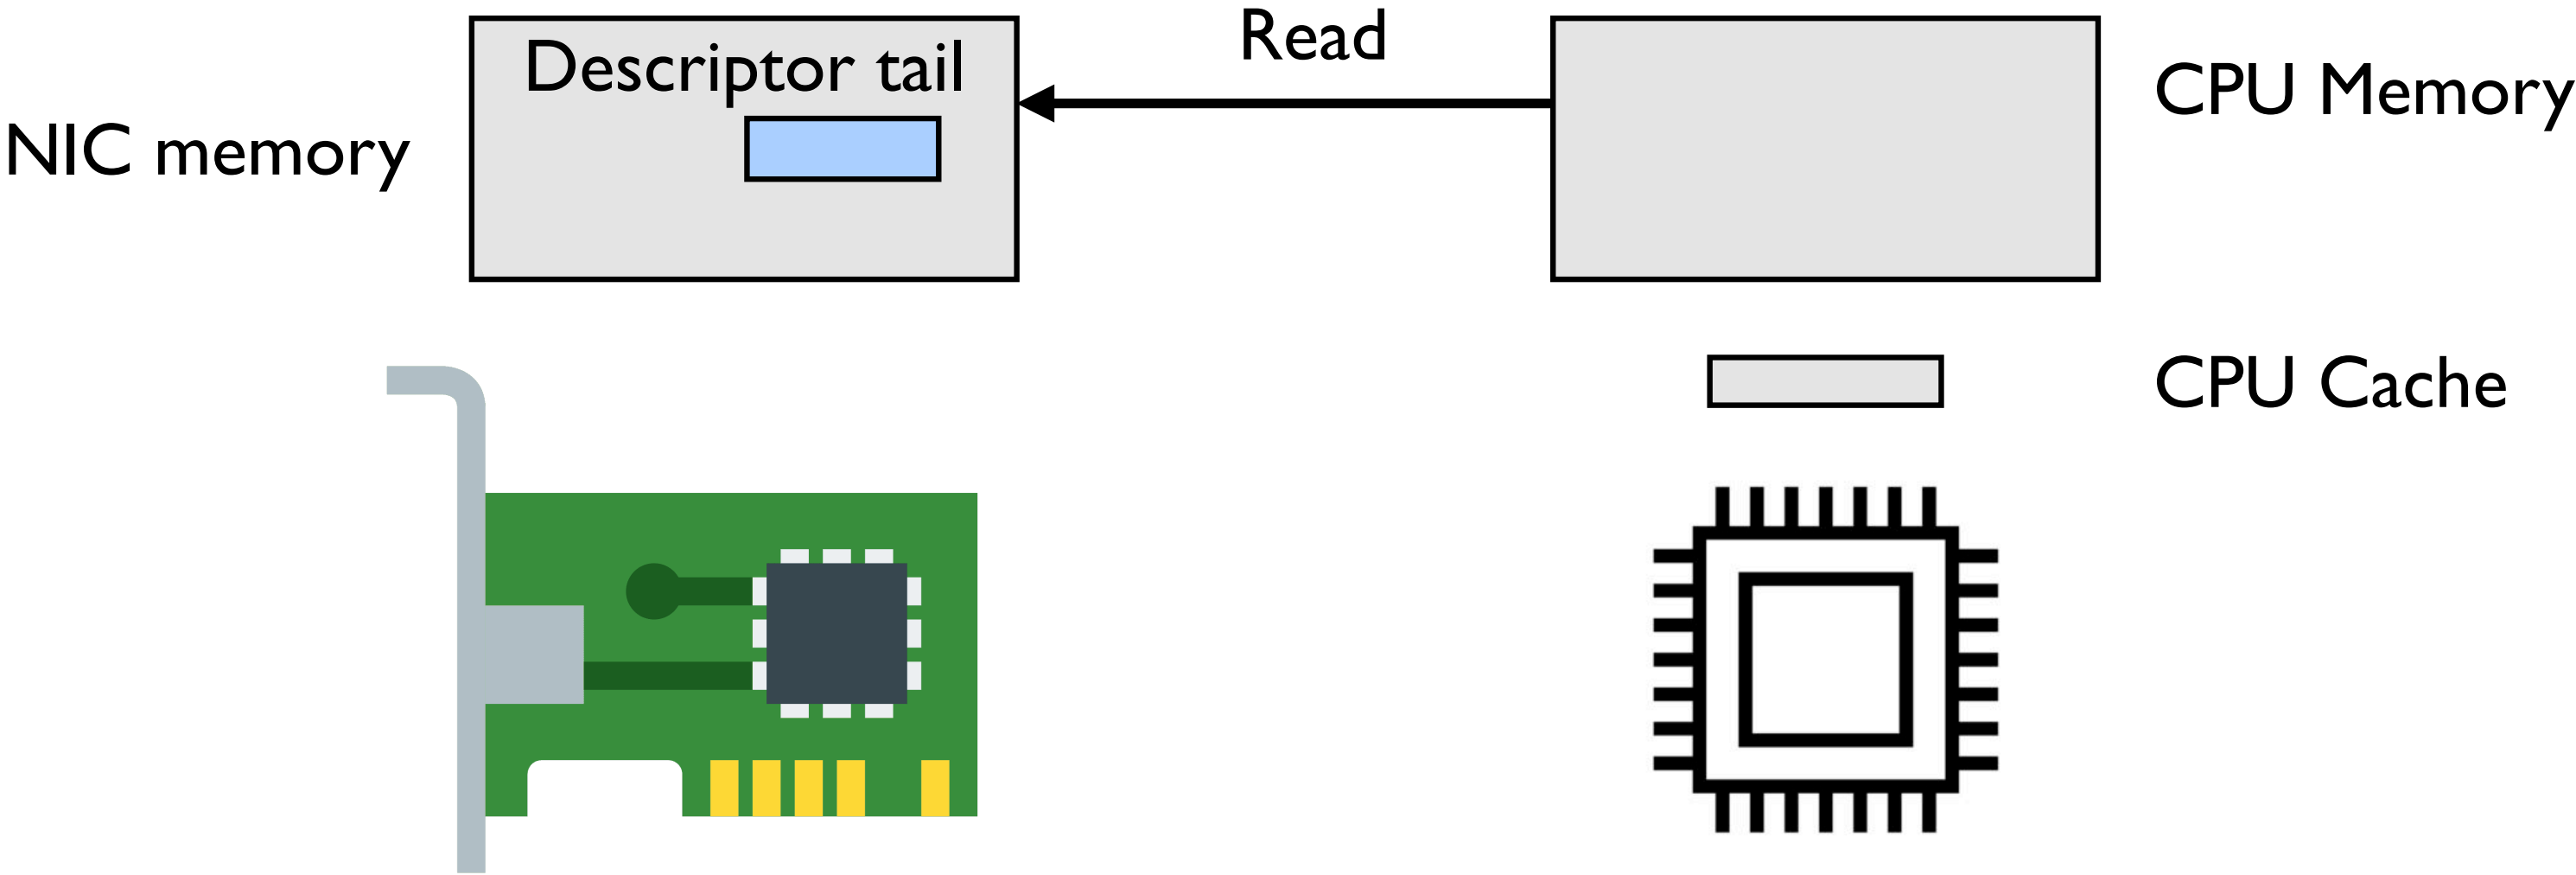 Descriptor tail
Read
NIC memory
CPU Memory
CPU Cache